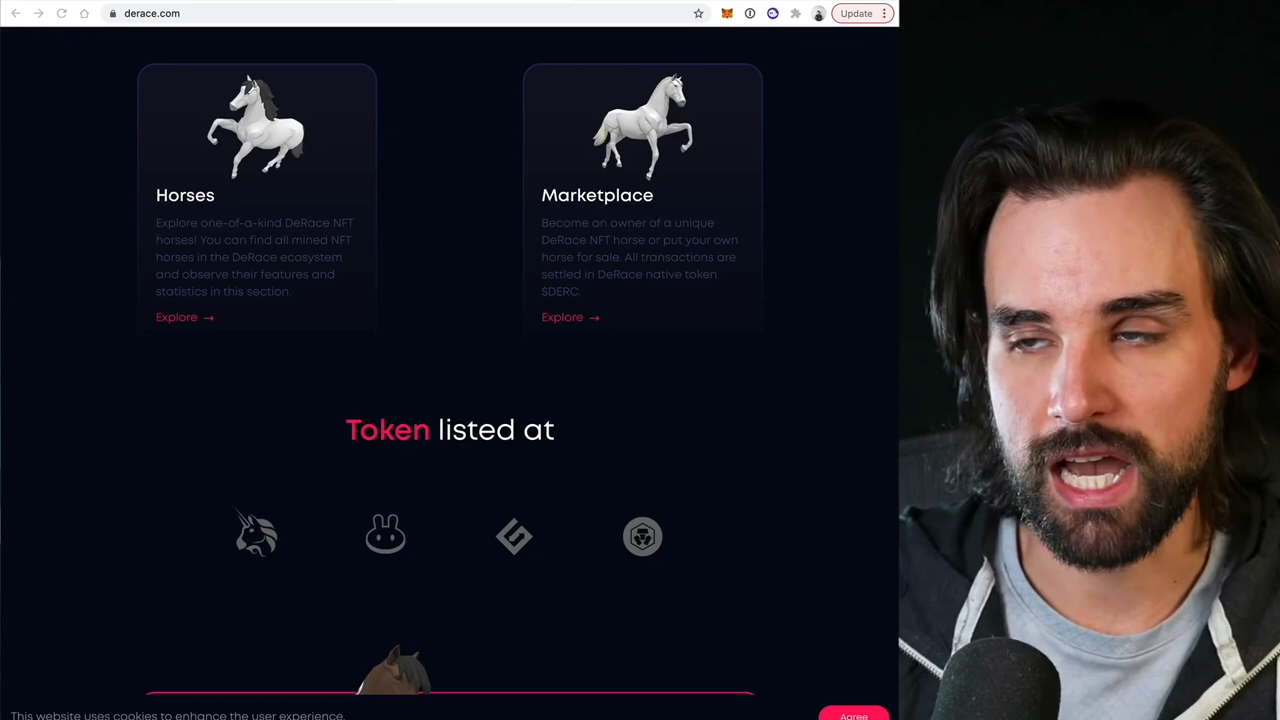 derace.com
Update
Horses
Explore one-of-a-kind DeRace NFT
horses! You can find all mined NFT
horses in the DeRace ecosystem
and observe their features and
statistics in this section.
Explore →
Marketplace
Become an owner of a unique
DeRace NFT horse or put your own
horse for sale. All transactions are
settled in DeRace native token
$DERC.
Explore →
Token listed at
This website uses cookies to enhance the user experience.
Agree